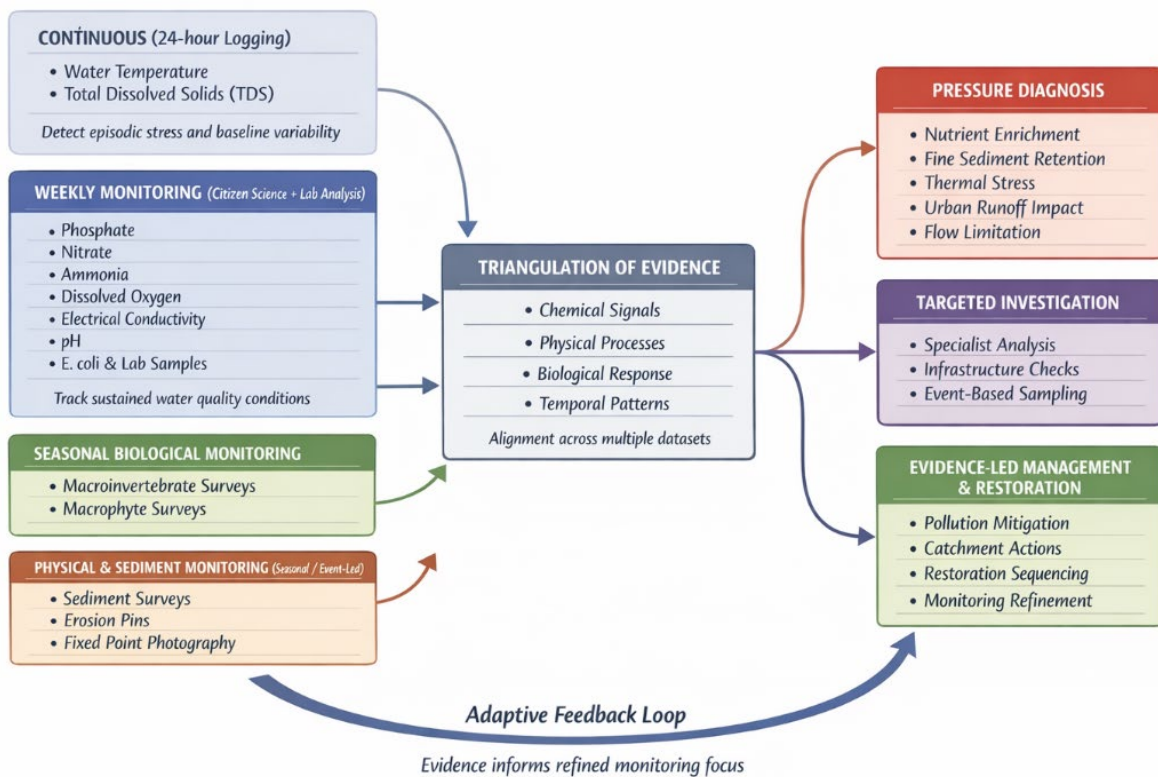 CONTINUOUS (24-hour Logging)
• Water Temperature
• Total Dissolved Solids (TDS)
Detect episodic stress and baseline variability
WEEKLY MONITORING (Citizen Science + Lab Analysis)
• Phosphate
• Nitrate
• Ammonia
• Dissolved Oxygen
• Electrical Conductivity
• pH
• E. coli & Lab Samples
Track sustained water quality conditions
SEASONAL BIOLOGICAL MONITORING
• Macroinvertebrate Surveys
• Macrophyte Surveys
PHYSICAL & SEDIMENT MONITORING (Seasonal / Event-Led)
• Sediment Surveys
• Erosion Pins
• Fixed Point Photography
TRIANGULATION OF EVIDENCE
• Chemical Signals
• Physical Processes
• Biological Response
• Temporal Patterns
Alignment across multiple datasets
PRESSURE DIAGNOSIS
• Nutrient Enrichment
• Fine Sediment Retention
• Thermal Stress
• Urban Runoff Impact
• Flow Limitation
TARGETED INVESTIGATION
• Specialist Analysis
• Infrastructure Checks
• Event-Based Sampling
EVIDENCE-LED MANAGEMENT
& RESTORATION
• Pollution Mitigation
• Catchment Actions
• Restoration Sequencing
• Monitoring Refinement
Adaptive Feedback Loop
Evidence informs refined monitoring focus